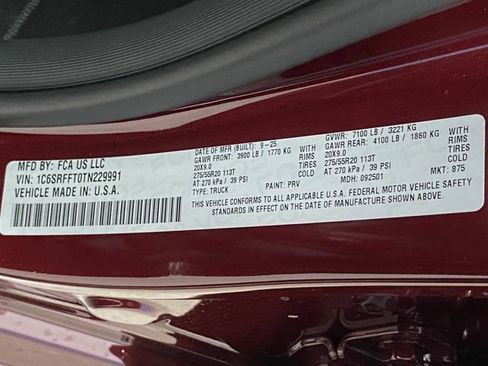 MFD BY: FCA US LLC
VIN: 1C6SRFFT0TN229991
VEHICLE MADE IN: U.S.A.
DATE OF MFR (BUILT): 9-25
GVWR: 7100 LB / 3221 KG
GAWR FRONT: 3900 LB / 1770 KG WITH
GAWR REAR: 4100 LB / 1860 KG WITH
20X9.0 RIMS
20X9.0 RIMS
275/55R20 113T TIRES
275/55R20 113T TIRES
AT 270 kPa / 39 PSI COLD
AT 270 kPa / 39 PSI COLD
TYPE: TRUCK
PAINT: PRV
MDH: 092501
MKT: 875
THIS VEHICLE CONFORMS TO ALL APPLICABLE U.S.A. FEDERAL MOTOR VEHICLE SAFETY
STANDARDS IN EFFECT ON THE DATE OF MANUFACTURE SHOWN ABOVE.